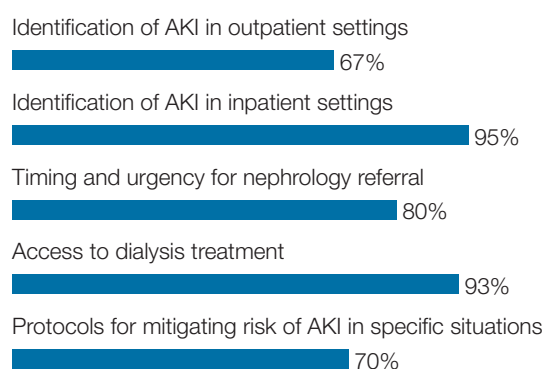 Identification of AKI in outpatient settings
67%
Identification of AKI in inpatient settings
95%
Timing and urgency for nephrology referral
80%
Access to dialysis treatment
93%
Protocols for mitigating risk of AKI in specific situations
70%